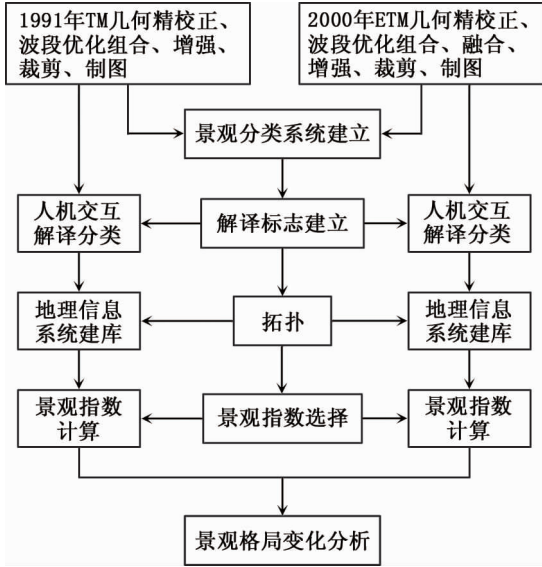 1991年TM几何精校正、
波段优化组合、增强、
裁剪、制图
2000年ETM几何精校正、
波段优化组合、融合、
增强、裁剪、制图
景观分类系统建立
人机交互
解译分类
解译标志建立
人机交互
解译分类
地理信息
系统建库
拓扑
地理信息
系统建库
景观指数
计算
景观指数选择
景观指数
计算
景观格局变化分析